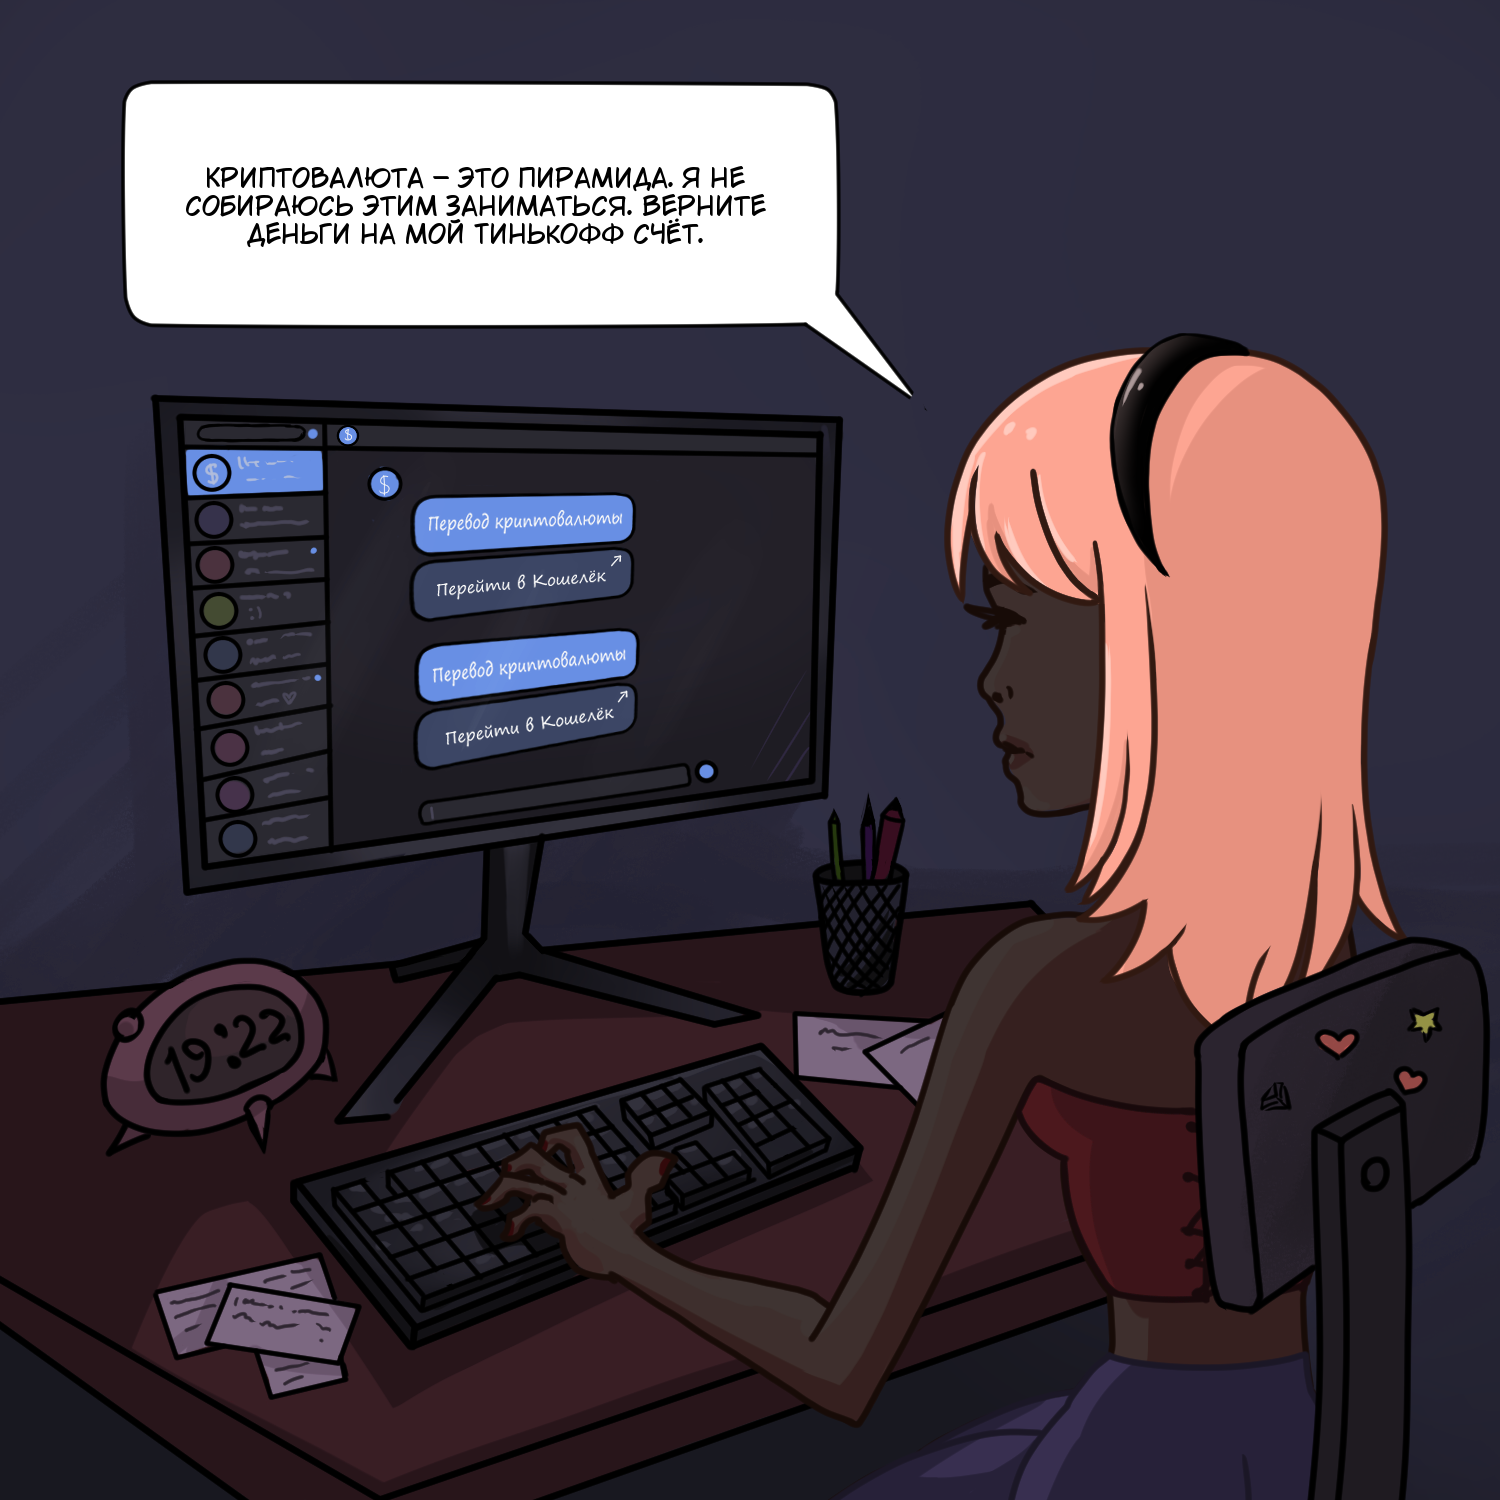 КРИПТОВАЛЮТА – ЭТО ПИРАМИДА. Я НЕ
СОБИРАЮСЬ ЭТИМ ЗАНИМАТЬСЯ. ВЕРНИТЕ
ДЕНЬГИ НА МОЙ ТИНЬКОФФ СЧЁТ.
$
$
$
Перевод криптовалюты
Перейти в Кошелёк
:)
Перевод криптовалюты
Перейти в Кошелёк
19:22